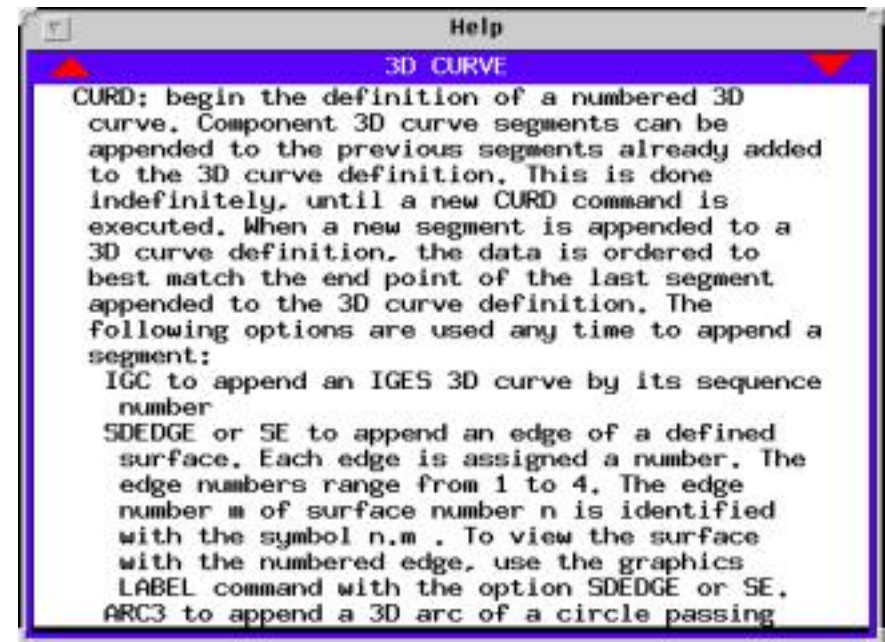 Help
3D CURVE
CURD: begin the definition of a numbered 3D
curve. Component 3D curve segments can be
appended to the previous segments already added
to the 3D curve definition. This is done
indefinitely, until a new CURD command is
executed. When a new segment is appended to a
3D curve definition, the data is ordered to
best match the end point of the last segment
appended to the 3D curve definition. The
following options are used any time to append a
segment:
IGC to append an IGES 3D curve by its sequence
number
SDEDGE or SE to append an edge of a defined
surface. Each edge is assigned a number. The
edge numbers range from 1 to 4. The edge
number m of surface number n is identified
with the symbol n.m . To view the surface
with the numbered edge, use the graphics
LABEL command with the option SDEDGE or SE.
ARC3 to append a 3D arc of a circle passing